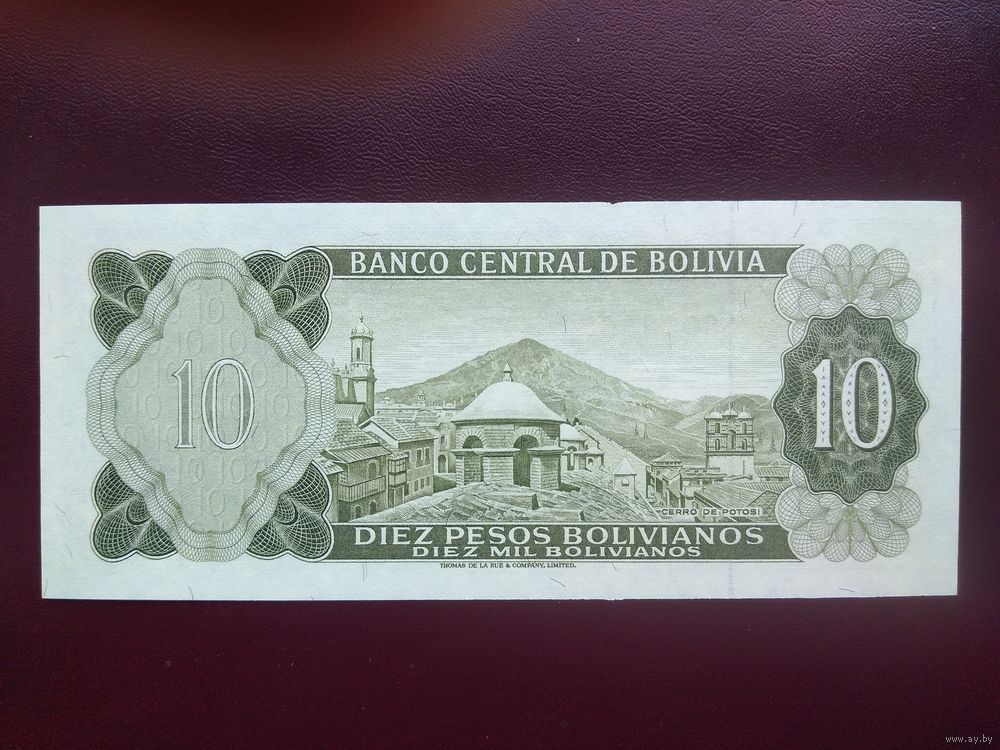 BANCO CENTRAL DE BOLIVIA
10
10
CERRO DE POTOSI
DIEZ PESOS BOLIVIANOS
DIEZ MIL BOLIVIANOS
THOMAS DE LA RUE & COMPANY, LIMITED.
www.ay.by